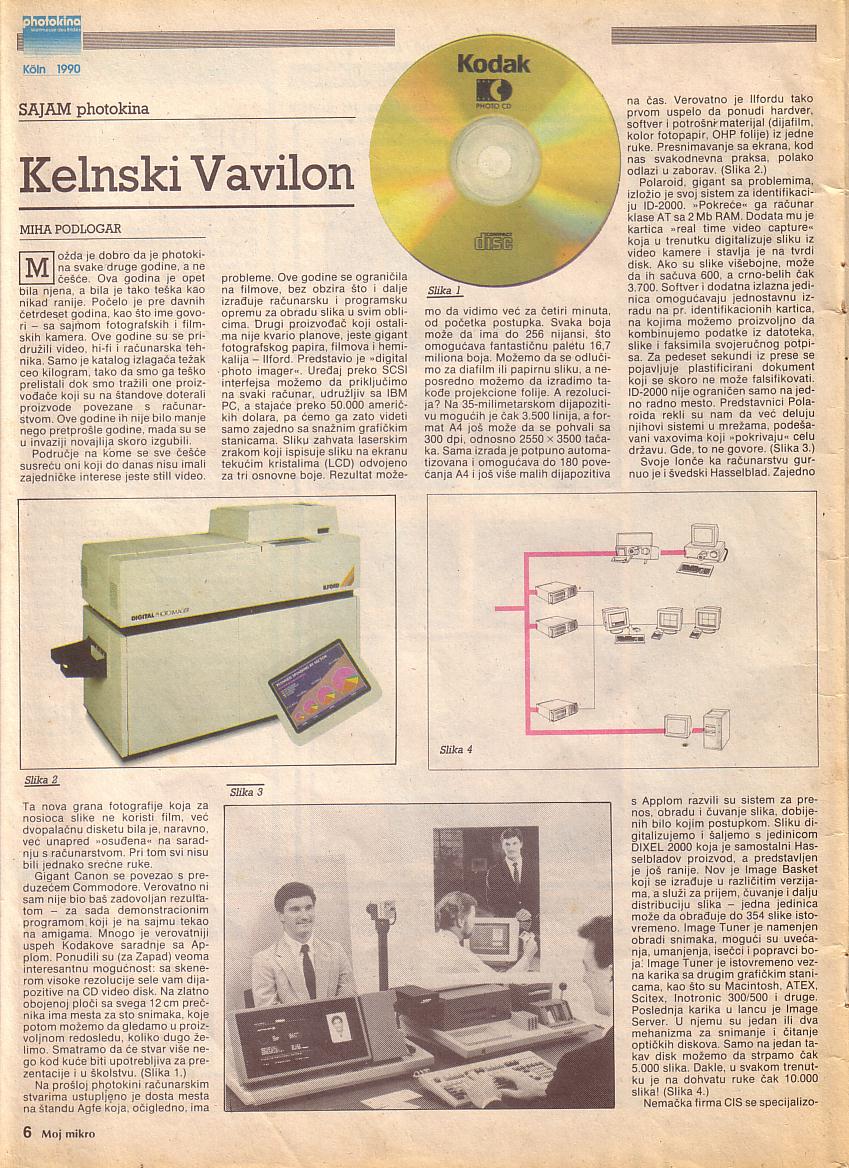 photokina
Weltmesse des Bildes
Köln 1990
SAJAM photokina
Kelnski Vavilon
MIHA PODLOGAR
Možda je dobro da je photoki-
na svake druge godine, a ne
češće. Ova godina je opet
bila njena, a bila je tako teška kao
nikad ranije. Počelo je pre davnih
četrdeset godina, kao što ime govo-
ri – sa sajmom fotografskih i film-
skih kamera. Ove godine su se pri-
družili video, hi-fi i računarska teh-
nika. Samo je katalog izlagača težak
ceo kilogram, tako da smo ga teško
prelistali dok smo tražili one proiz-
vođače koji su na štandove doterali
proizvode povezane s računar-
stvom. Ove godine ih nije bilo manje
nego pretprošle godine, mada su se
u invaziji novajlija skoro izgubili.
Područje na kome se sve češće
susreću oni koji do danas nisu imali
zajedničke interese jeste still video.
Ta nova grana fotografije koja za
nosioca slike ne koristi film, već
dvopalačnu disketu bila je, naravno,
već unapred »osuđena« na sarad-
nju s računarstvom. Pri tom svi nisu
bili jednako srećne ruke.
Gigant Canon se povezao s pre-
duzećem Commodore. Verovatno ni
sam nije bio baš zadovoljan rezulta-
tom – za sada demonstracionim
programom koji je na sajmu tekao
na amigama. Mnogo je verovatniji
uspeh Kodakove saradnje sa Ap-
plom. Ponudili su (za Zapad) veoma
interesantnu mogućnost: sa skene-
rom visoke rezolucije sele vam dija-
pozitive na CD video disk. Na zlatno
obojenoj ploči sa svega 12 cm preč-
nika ima mesta za sto snimaka, koje
potom možemo da gledamo u proiz-
voljnom redosledu, koliko dugo že-
limo. Smatramo da će stvar više ne-
go kod kuće biti upotrebljiva za pre-
zentacije i u školstvu. (Slika 1.)
Na prošloj photokini računarskim
stvarima ustupljeno je dosta mesta
na štandu Agfe koja, očigledno, ima
probleme. Ove godine se ograničila
na filmove, bez obzira što i dalje
izrađuje računarsku i programsku
opremu za obradu slika u svim obli-
cima. Drugi proizvođač koji ostali-
ma nije kvario planove, jeste gigant
fotografskog papira, filmova i hemi-
kalija – Ilford. Predstavio je »digital
photo imager«. Uređaj preko SCSI
interfejsa možemo da priključimo
na svaki računar, udružljiv sa IBM
PC, a stajaće preko 50.000 američ-
kih dolara, pa ćemo ga zato videti
samo zajedno sa snažnim grafičkim
stanicama. Sliku zahvata laserskim
zrakom koji ispisuje sliku na ekranu
tekućim kristalima (LCD) odvojeno
za tri osnovne boje. Rezultat može-
Kodak
PHOTO CD
COMPACT
disc
Slika 1
mo da vidimo već za četiri minuta,
od početka postupka. Svaka boja
može da ima do 256 nijansi, što
omogućava fantastičnu paletu 16,7
miliona boja. Možemo da se odluči-
mo za diafilm ili papirnu sliku, a ne-
posredno možemo da izradimo ta-
kođe projekcione folije. A rezoluci-
ja? Na 35-milimetarskom dijapoziti-
vu mogućih je čak 3.500 linija, a for-
mat A4 još može da se pohvali sa
300 dpi, odnosno 2550 × 3500 tača-
ka. Sama izrada je potpuno automa-
tizovana i omogućava do 180 pove-
ćanja A4 i još više malih dijapozitiva
na čas. Verovatno je Ilfordu tako
prvom uspelo da ponudi hardver,
softver i potrošni materijal (dijafilm,
kolor fotopapir, OHP folije) iz jedne
ruke. Presnimavanje sa ekrana, kod
nas svakodnevna praksa, polako
odlazi u zaborav. (Slika 2.)
Polaroid, gigant sa problemima,
izložio je svoj sistem za identifikaci-
ju ID-2000. »Pokreće« ga računar
klase AT sa 2 Mb RAM. Dodata mu je
kartica »real time video capture«
koja u trenutku digitalizuje sliku iz
video kamere i stavlja je na tvrdi
disk. Ako su slike višebojne, može
da ih sačuva 600, a crno-belih čak
3.700. Softver i dodatna izlazna jedi-
nica omogućavaju jednostavnu iz-
radu na pr. identifikacionih kartica,
na kojima možemo proizvoljno da
kombinujemo podatke iz datoteka,
slike i faksimila svojeručnog potpi-
sa. Za pedeset sekundi iz prese se
pojavljuje plastificirani dokument
koji se skoro ne može falsifikovati.
ID-2000 nije ograničen samo na jed-
no radno mesto. Predstavnici Pola-
roida rekli su nam da već deluju
njihovi sistemi u mrežama, podeša-
vani vaxovima koji »pokrivaju« celu
državu. Gde, to ne govore. (Slika 3.)
Svoje lonče ka računarstvu gur-
nuo je i švedski Hasselblad. Zajedno
DIGITAL PHOTO IMAGER
ILFORD
Slika 2
Slika 4
Slika 3
s Applom razvili su sistem za pre-
nos, obradu i čuvanje slika, dobije-
nih bilo kojim postupkom. Sliku di-
gitalizujemo i šaljemo s jedinicom
DIXEL 2000 koja je samostalni Has-
selbladov proizvod, a predstavljen
je još ranije. Nov je Image Basket
koji se izrađuje u različitim verzija-
ma, a služi za prijem, čuvanje i dalju
distribuciju slika – jedna jedinica
može da obrađuje do 354 slike isto-
vremeno. Image Tuner je namenjen
obradi snimaka, mogući su uveća-
nja, umanjenja, isečci i popravci bo-
ja. Image Tuner je istovremeno vez-
na karika sa drugim grafičkim stani-
cama, kao što su Macintosh, ATEX,
Scitex, Inotronic 300/500 i druge.
Poslednja karika u lancu je Image
Server. U njemu su jedan ili dva
mehanizma za snimanje i čitanje
optičkih diskova. Samo na jedan ta-
kav disk možemo da strpamo čak
5.000 slika. Dakle, u svakom trenut-
ku je na dohvatu ruke čak 10.000
slika! (Slika 4.)
Nemačka firma CIS se specijalizo-
6 Moj mikro